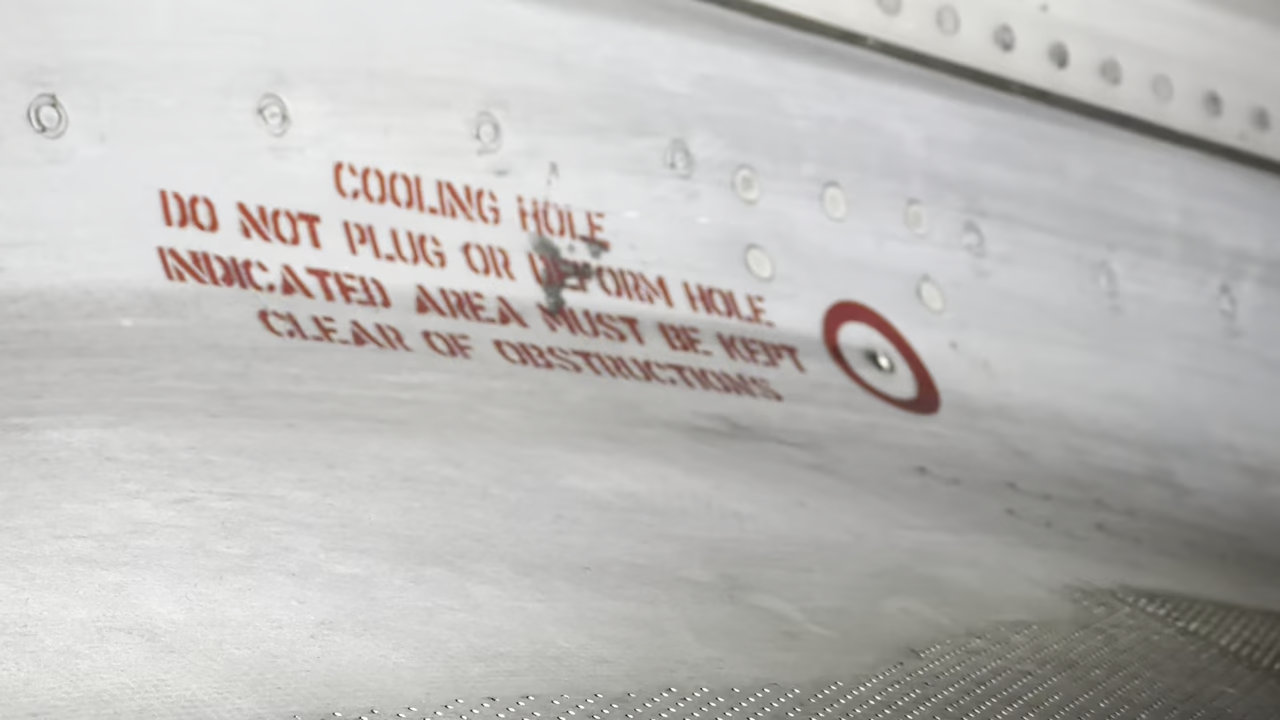 COOLING HOLE
DO NOT PLUG OR DEFORM HOLE
INDICATED AREA MUST BE KEPT
CLEAR OF OBSTRUCTIONS